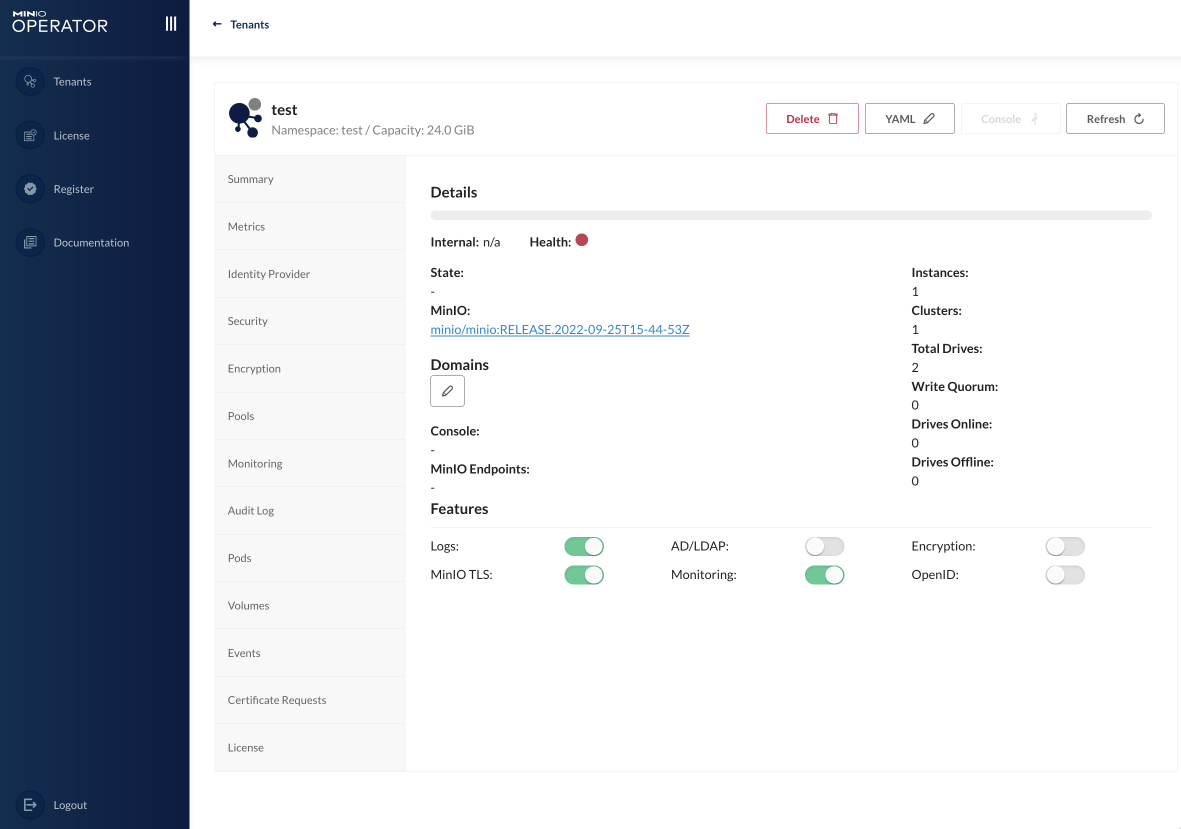 MINIO
OPERATOR
Tenants
License
Register
Documentation
Logout
← Tenants
test
Namespace: test / Capacity: 24.0 GiB
Delete
YAML
Console
Refresh
Summary
Metrics
Identity Provider
Security
Encryption
Pools
Monitoring
Audit Log
Pods
Volumes
Events
Certificate Requests
License
Details
Internal: n/a Health:
State:
-
MinIO:
minio/minio:RELEASE.2022-09-25T15-44-53Z
Domains
Console:
-
MinIO Endpoints:
-
Instances:
1
Clusters:
1
Total Drives:
2
Write Quorum:
0
Drives Online:
0
Drives Offline:
0
Features
Logs: AD/LDAP: Encryption:
MinIO TLS: Monitoring: OpenID: